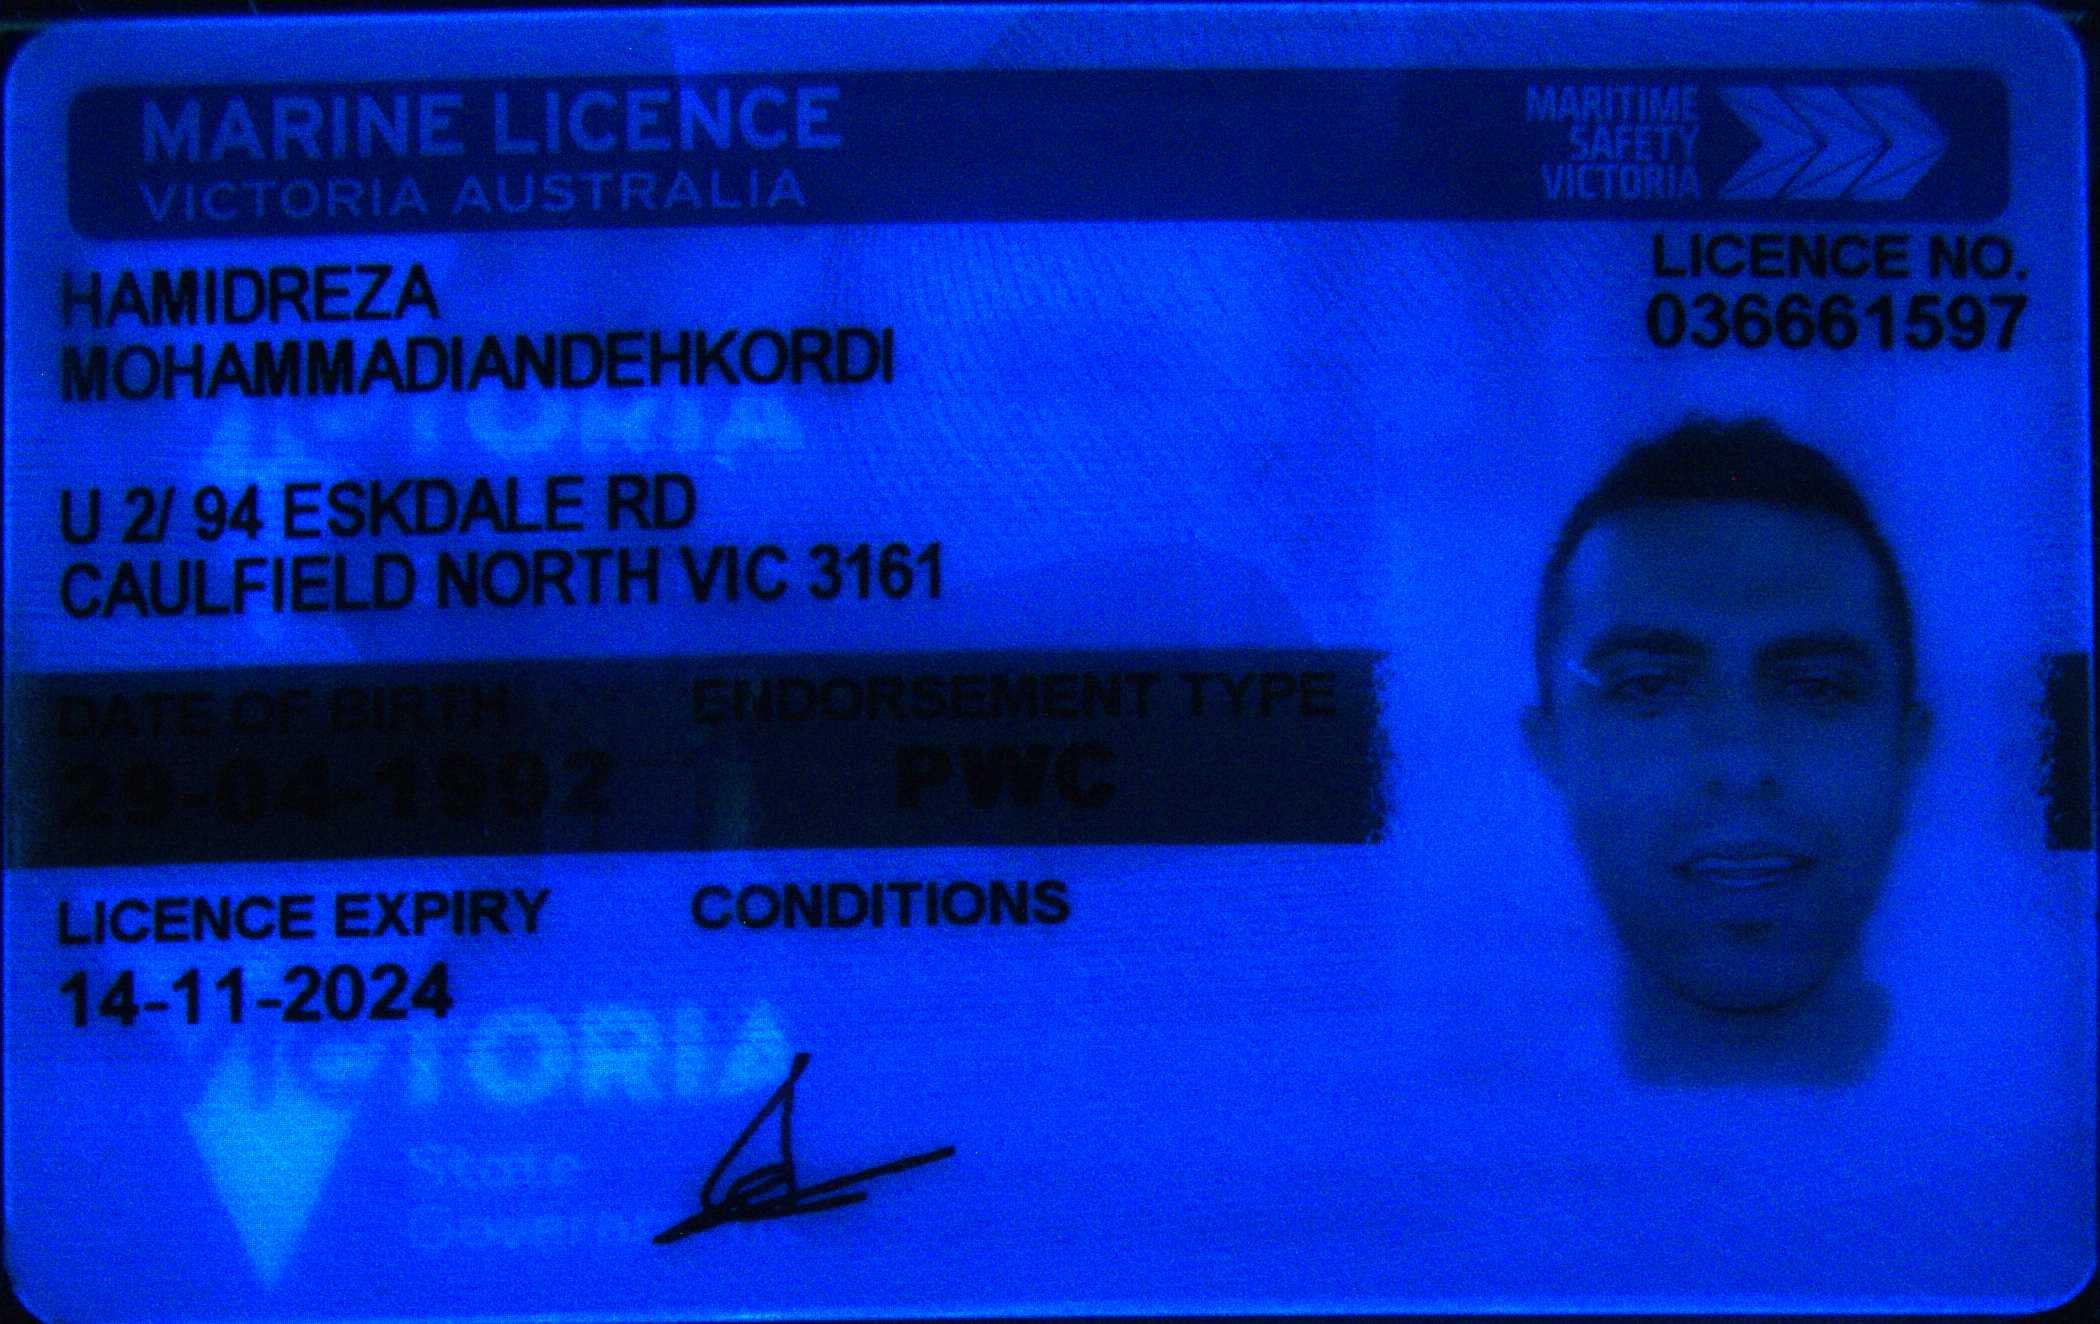 MARINE LICENCE
VICTORIA AUSTRALIA
MARITIME
SAFETY
VICTORIA
LICENCE NO.
036661597
HAMIDREZA
MOHAMMADIANDEHKORDI
VICTORIA
U 2/ 94 ESKDALE RD
CAULFIELD NORTH VIC 3161
DATE OF BIRTH ENDORSEMENT TYPE
29-04-1992 PWC
LICENCE EXPIRY CONDITIONS
14-11-2024
VICTORIA
State